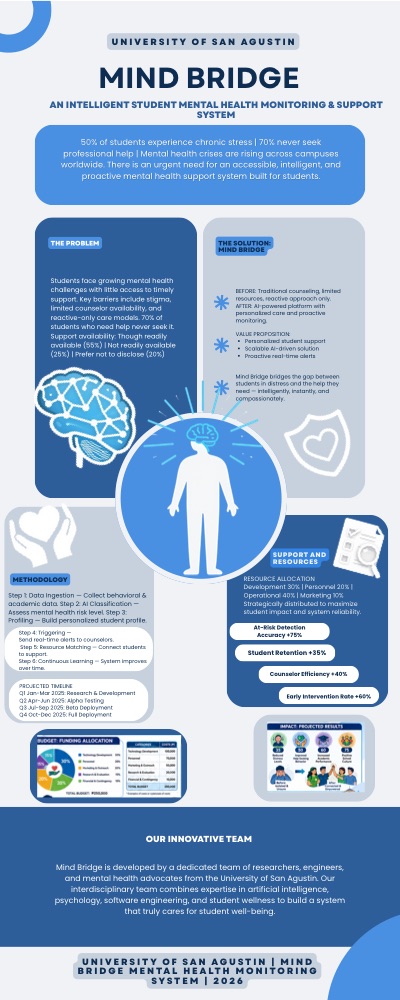 UNIVERSITY OF SAN AGUSTIN
MIND BRIDGE
AN INTELLIGENT STUDENT MENTAL HEALTH MONITORING & SUPPORT
SYSTEM
50% of students experience chronic stress | 70% never seek
professional help | Mental health crises are rising across campuses
worldwide. There is an urgent need for an accessible, intelligent, and
proactive mental health support system built for students.
THE PROBLEM
Students face growing mental health
challenges with little access to timely
support. Key barriers include stigma,
limited counselor availability, and
reactive-only care models. 70% of
students who need help never seek it.
Support availability: Though readily
available (55%) | Not readily available
(25%) | Prefer not to disclose (20%)
THE SOLUTION:
MIND BRIDGE
BEFORE: Traditional counseling, limited
resources, reactive approach only.
AFTER: AI-powered platform with
personalized care and proactive
monitoring.
VALUE PROPOSITION:
• Personalized student support
• Scalable AI-driven solution
• Proactive real-time alerts
Mind Bridge bridges the gap between
students in distress and the help they
need — intelligently, instantly, and
compassionately.
METHODOLOGY
Step 1: Data Ingestion — Collect behavioral &
academic data. Step 2: AI Classification —
Assess mental health risk level. Step 3:
Profiling — Build personalized student profile.
Step 4: Triggering —
Send real-time alerts to counselors.
Step 5: Resource Matching — Connect students
to support.
Step 6: Continuous Learning — System improves
over time.
PROJECTED TIMELINE
Q1 Jan-Mar 2025: Research & Development
Q2 Apr-Jun 2025: Alpha Testing
Q3 Jul-Sep 2025: Beta Deployment
Q4 Oct-Dec 2025: Full Deployment
SUPPORT AND
RESOURCES
RESOURCE ALLOCATION
Development 30% | Personnel 20% |
Operational 40% | Marketing 10%
Strategically distributed to maximize
student impact and system reliability.
At-Risk Detection
Accuracy +75%
Student Retention +35%
Counselor Efficiency +40%
Early Intervention Rate +60%
BUDGET: FUNDING ALLOCATION
30%
IMPACT: PROJECTED RESULTS
OUR INNOVATIVE TEAM
Mind Bridge is developed by a dedicated team of researchers, engineers,
and mental health advocates from the University of San Agustin. Our
interdisciplinary team combines expertise in artificial intelligence,
psychology, software engineering, and student wellness to build a system
that truly cares for student well-being.
UNIVERSITY OF SAN AGUSTIN | MIND
BRIDGE MENTAL HEALTH MONITORING
SYSTEM | 2026